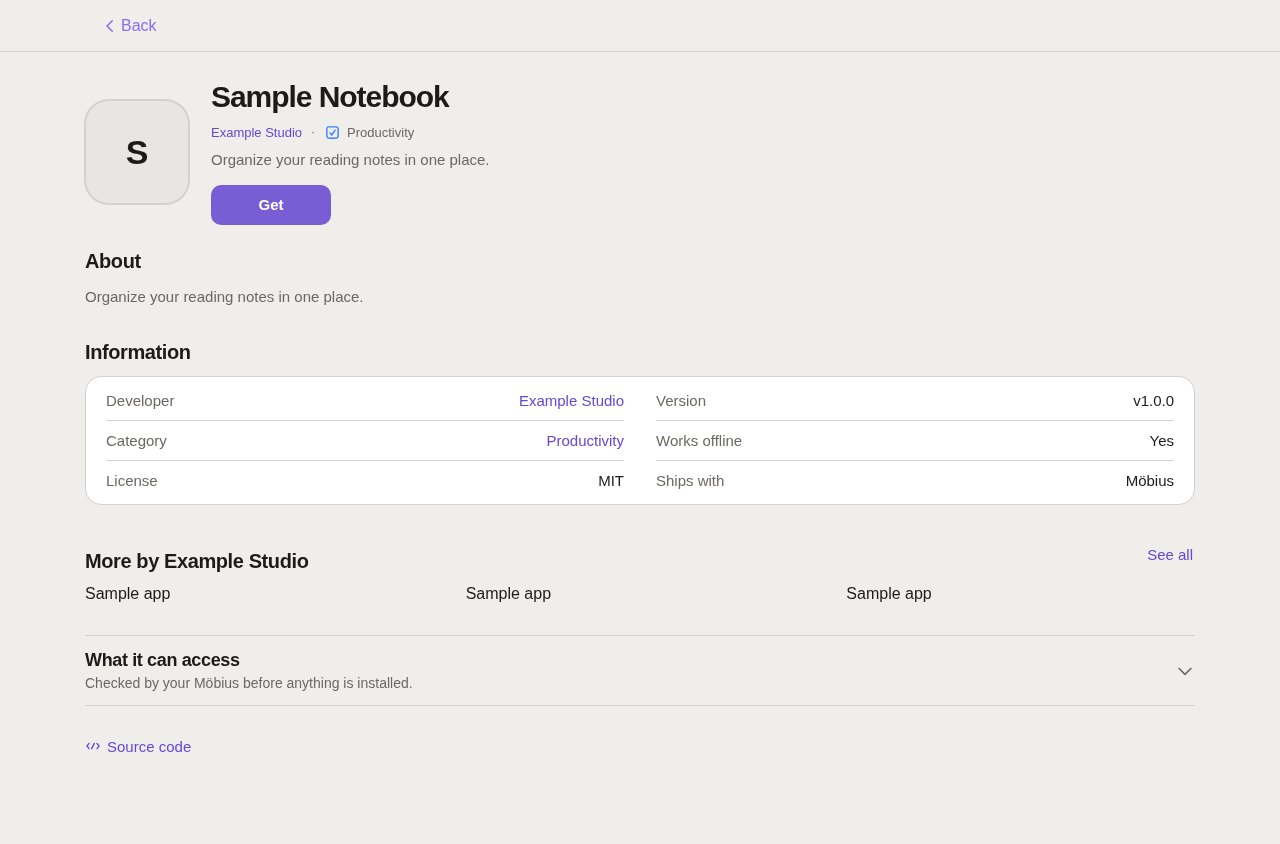 Back
S
Sample Notebook
Example Studio · Productivity
Organize your reading notes in one place.
Get
About
Organize your reading notes in one place.
Information
Developer Example Studio
Version v1.0.0
Category Productivity
Works offline Yes
License MIT
Ships with Möbius
More by Example Studio
See all
Sample app
Sample app
Sample app
What it can access
Checked by your Möbius before anything is installed.
Source code